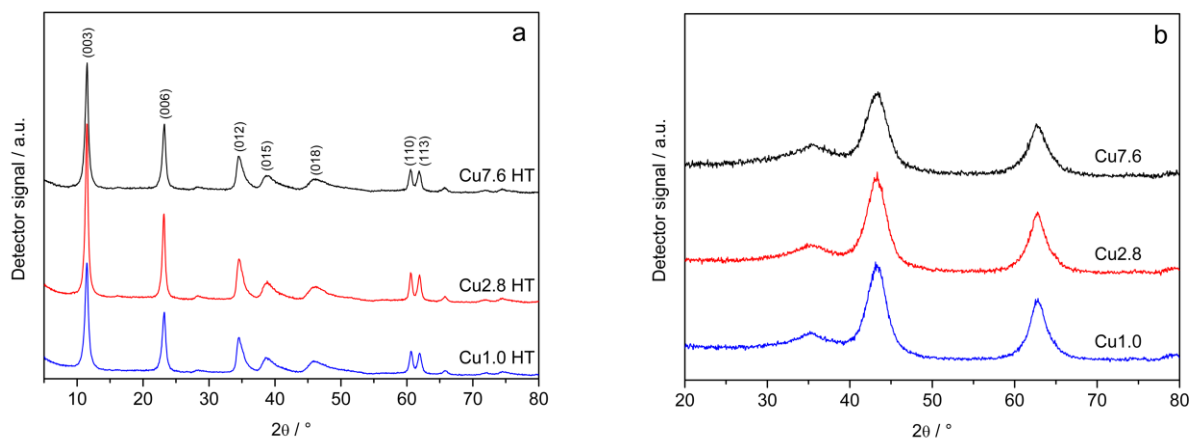 a
(003)
(006)
(012)
(015)
(018)
(110)
(113)
Cu7.6 HT
Cu2.8 HT
Cu1.0 HT
Detector signal / a.u.
10 20 30 40 50 60 70 80
2θ / °
b
Cu7.6
Cu2.8
Cu1.0
Detector signal / a.u.
20 30 40 50 60 70 80
2θ / °